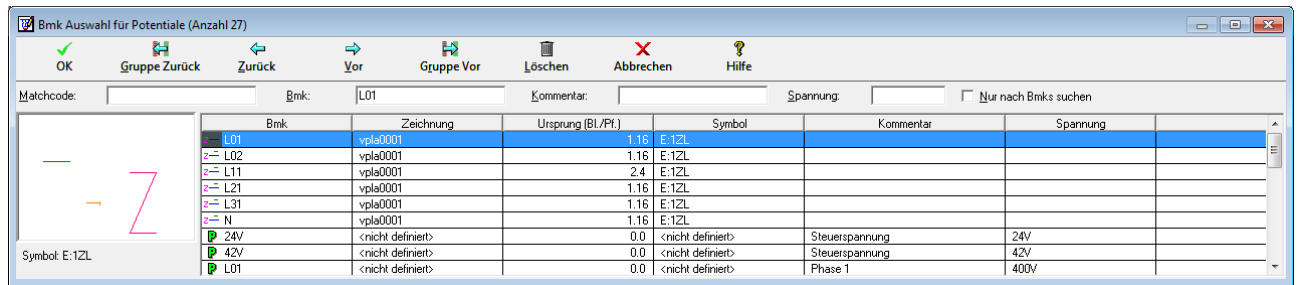 Bmk Auswahl für Potentiale (Anzahl 27)
OK Gruppe Zurück Zurück Vor Gruppe Vor Löschen Abbrechen Hilfe
Matchcode: Bmk: L01 Kommentar: Spannung: Nur nach Bmks suchen
Bmk Zeichnung Ursprung (Bl./Pf.) Symbol Kommentar Spannung
L01 vpla0001 1.16 E:1ZL
L02 vpla0001 1.16 E:1ZL
L11 vpla0001 2.4 E:1ZL
L21 vpla0001 1.16 E:1ZL
L31 vpla0001 1.16 E:1ZL
N vpla0001 1.16 E:1ZL
24V <nicht definiert> 0.0 <nicht definiert> Steuerspannung 24V
42V <nicht definiert> 0.0 <nicht definiert> Steuerspannung 42V
L01 <nicht definiert> 0.0 <nicht definiert> Phase 1 400V
Z
Symbol: E:1ZL